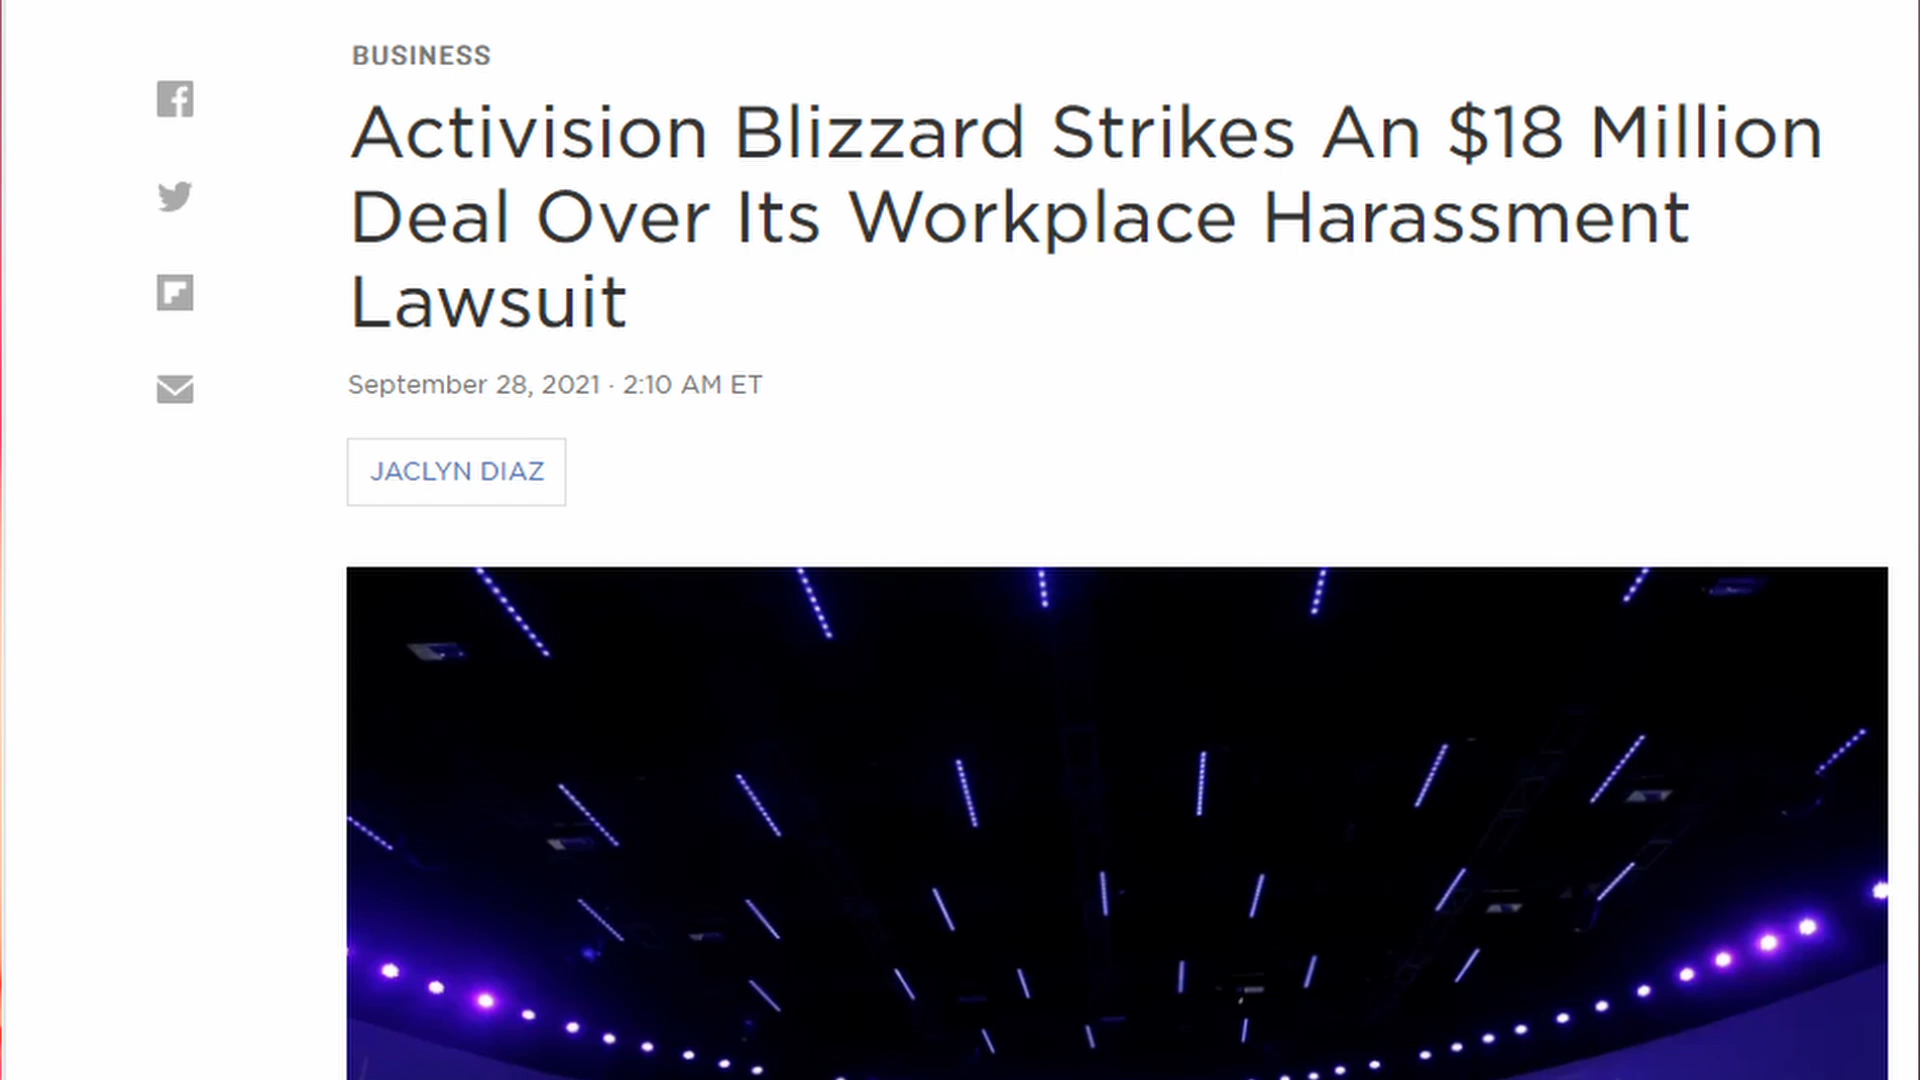 BUSINESS
Activision Blizzard Strikes An $18 Million
Deal Over Its Workplace Harassment
Lawsuit
September 28, 2021 · 2:10 AM ET
JACLYN DIAZ